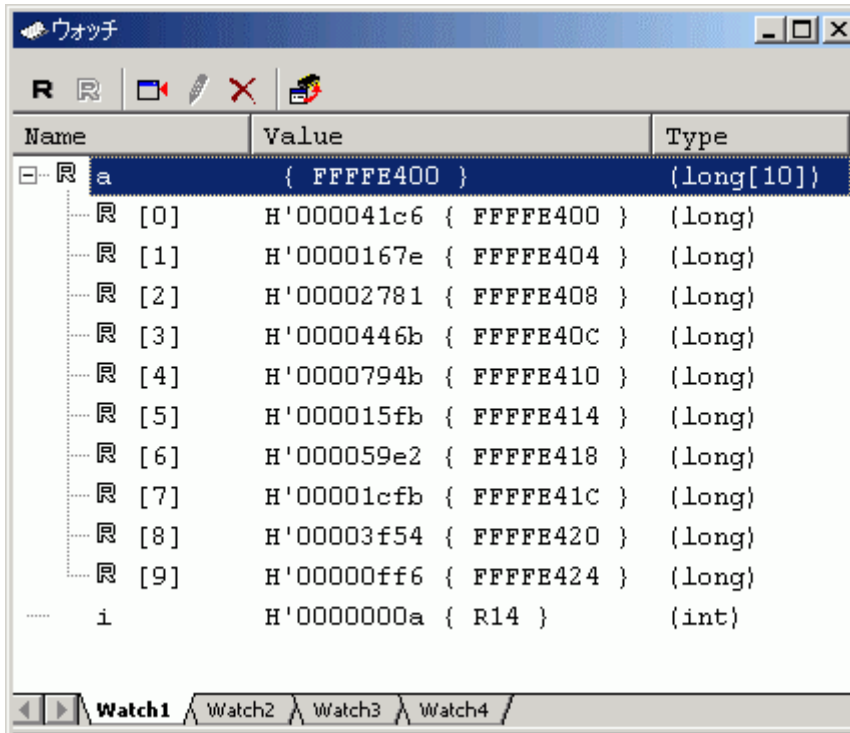 ウォッチ
R R
Name Value Type
R a { FFFFE400 } (long[10])
R [0] H'000041c6 { FFFFE400 } (long)
R [1] H'0000167e { FFFFE404 } (long)
R [2] H'00002781 { FFFFE408 } (long)
R [3] H'0000446b { FFFFE40C } (long)
R [4] H'0000794b { FFFFE410 } (long)
R [5] H'000015fb { FFFFE414 } (long)
R [6] H'000059e2 { FFFFE418 } (long)
R [7] H'00001cfb { FFFFE41C } (long)
R [8] H'00003f54 { FFFFE420 } (long)
R [9] H'00000ff6 { FFFFE424 } (long)
i H'0000000a { R14 } (int)
Watch1 Watch2 Watch3 Watch4